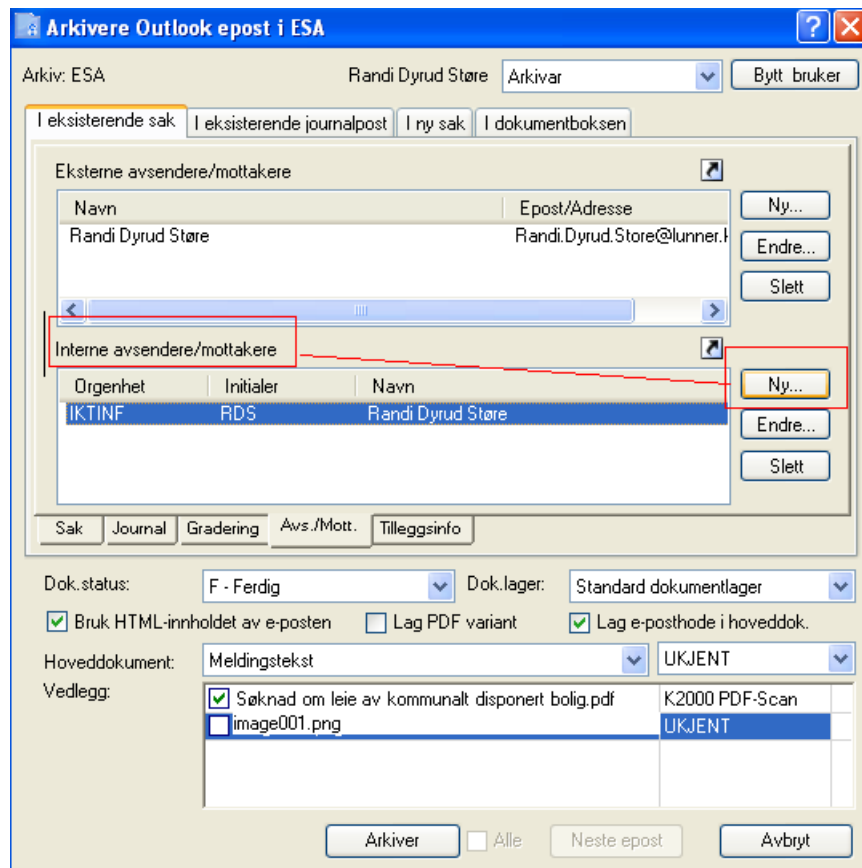 Arkivere Outlook epost i ESA
Arkiv: ESA Randi Dyrud Støre Arkivar Bytt bruker
I eksisterende sak I eksisterende journalpost I ny sak I dokumentboksen
Eksterne avsendere/mottakere
Navn Epost/Adresse Ny...
Randi Dyrud Støre Randi.Dyrud.Store@lunner.k
Endre...
Slett
Interne avsendere/mottakere
Orgenhet Initialer Navn Ny...
IKTINF RDS Randi Dyrud Støre
Endre...
Slett
Sak Journal Gradering Avs./Mott. Tilleggsinfo
Dok.status: F - Ferdig Dok.lager: Standard dokumentlager
Bruk HTML-innholdet av e-posten Lag PDF variant Lag e-posthode i hoveddok.
Hoveddokument: Meldingstekst UKJENT
Vedlegg: Søknad om leie av kommunalt disponert bolig.pdf K2000 PDF-Scan
image001.png UKJENT
Arkiver Alle Neste epost Avbryt